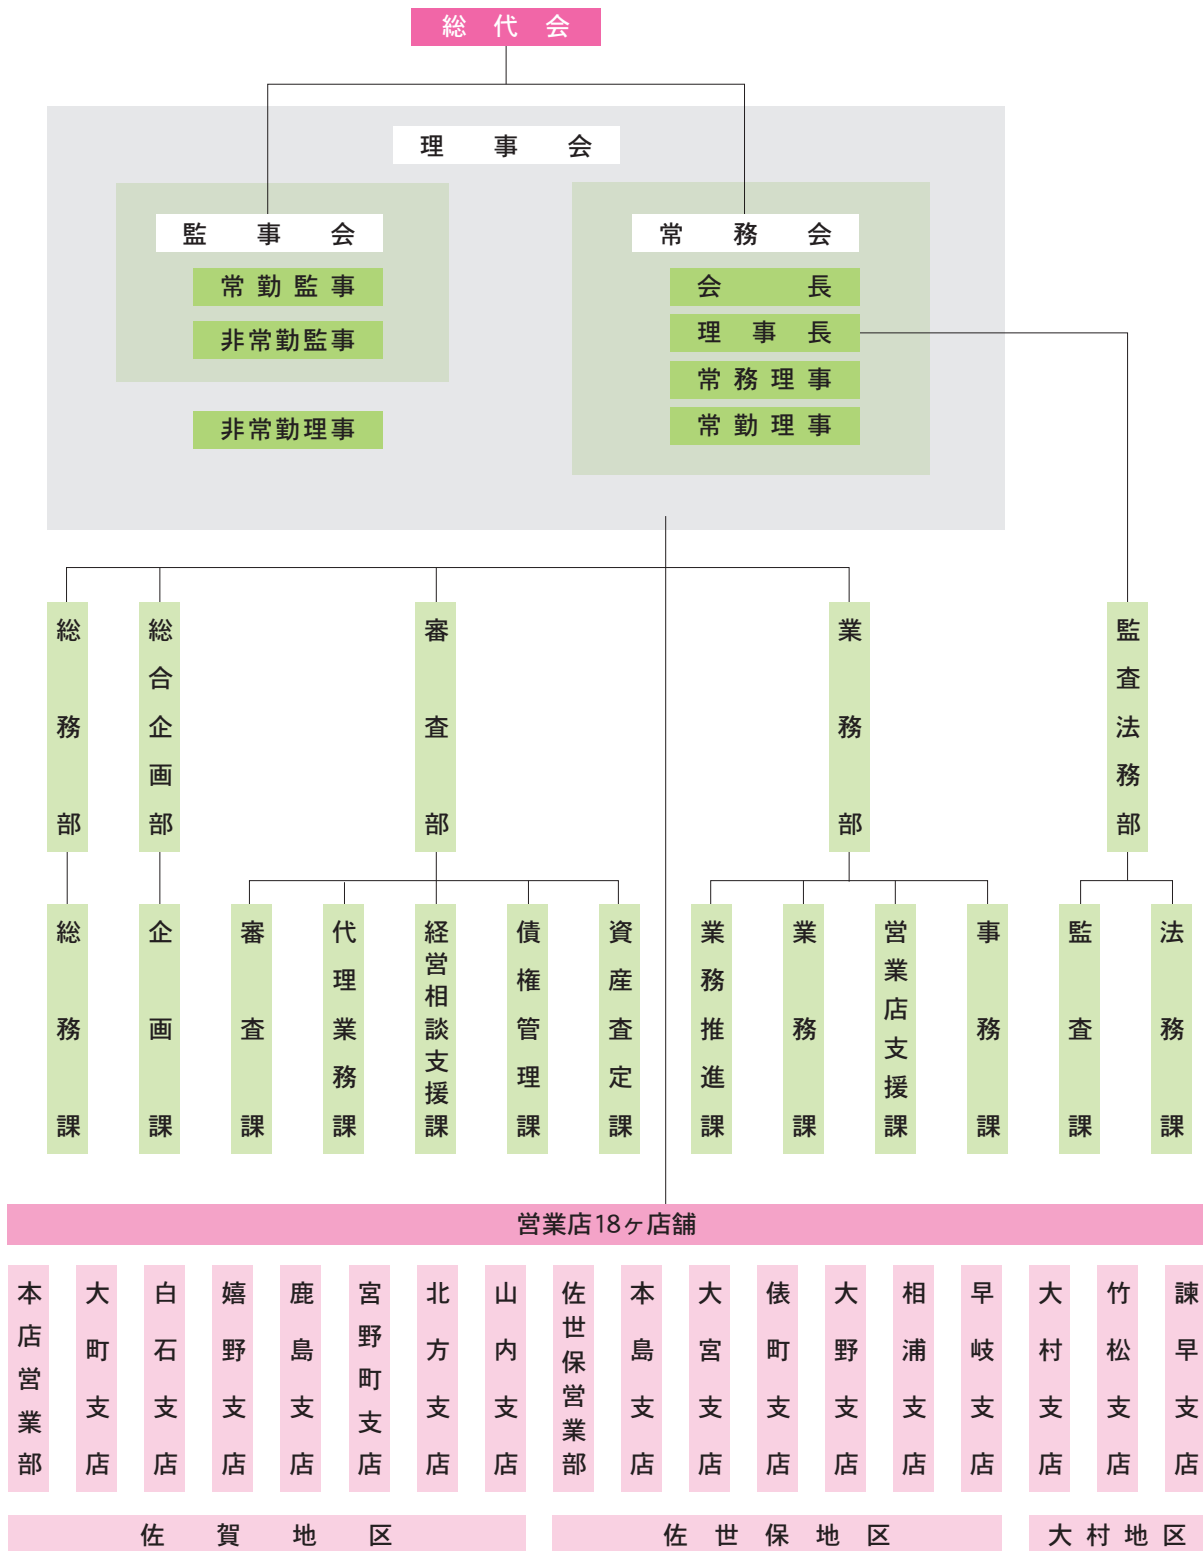 総代会
理事会
監事会
常勤監事
非常勤監事
非常勤理事
常務会
会長
理事長
常務理事
常勤理事
総務部
総合企画部
審査部
業務部
監査法務部
総務課
企画課
審査課
代理業務課
経営相談支援課
債権管理課
資産査定課
業務推進課
業務課
営業店支援課
事務課
監査課
法務課
営業店18ヶ店舗
本店営業部
大町支店
白石支店
嬉野支店
鹿島支店
宮野町支店
北方支店
山内支店
佐世保営業部
本島支店
大宮支店
俵町支店
大野支店
相浦支店
早岐支店
大村支店
竹松支店
諫早支店
佐賀地区
佐世保地区
大村地区